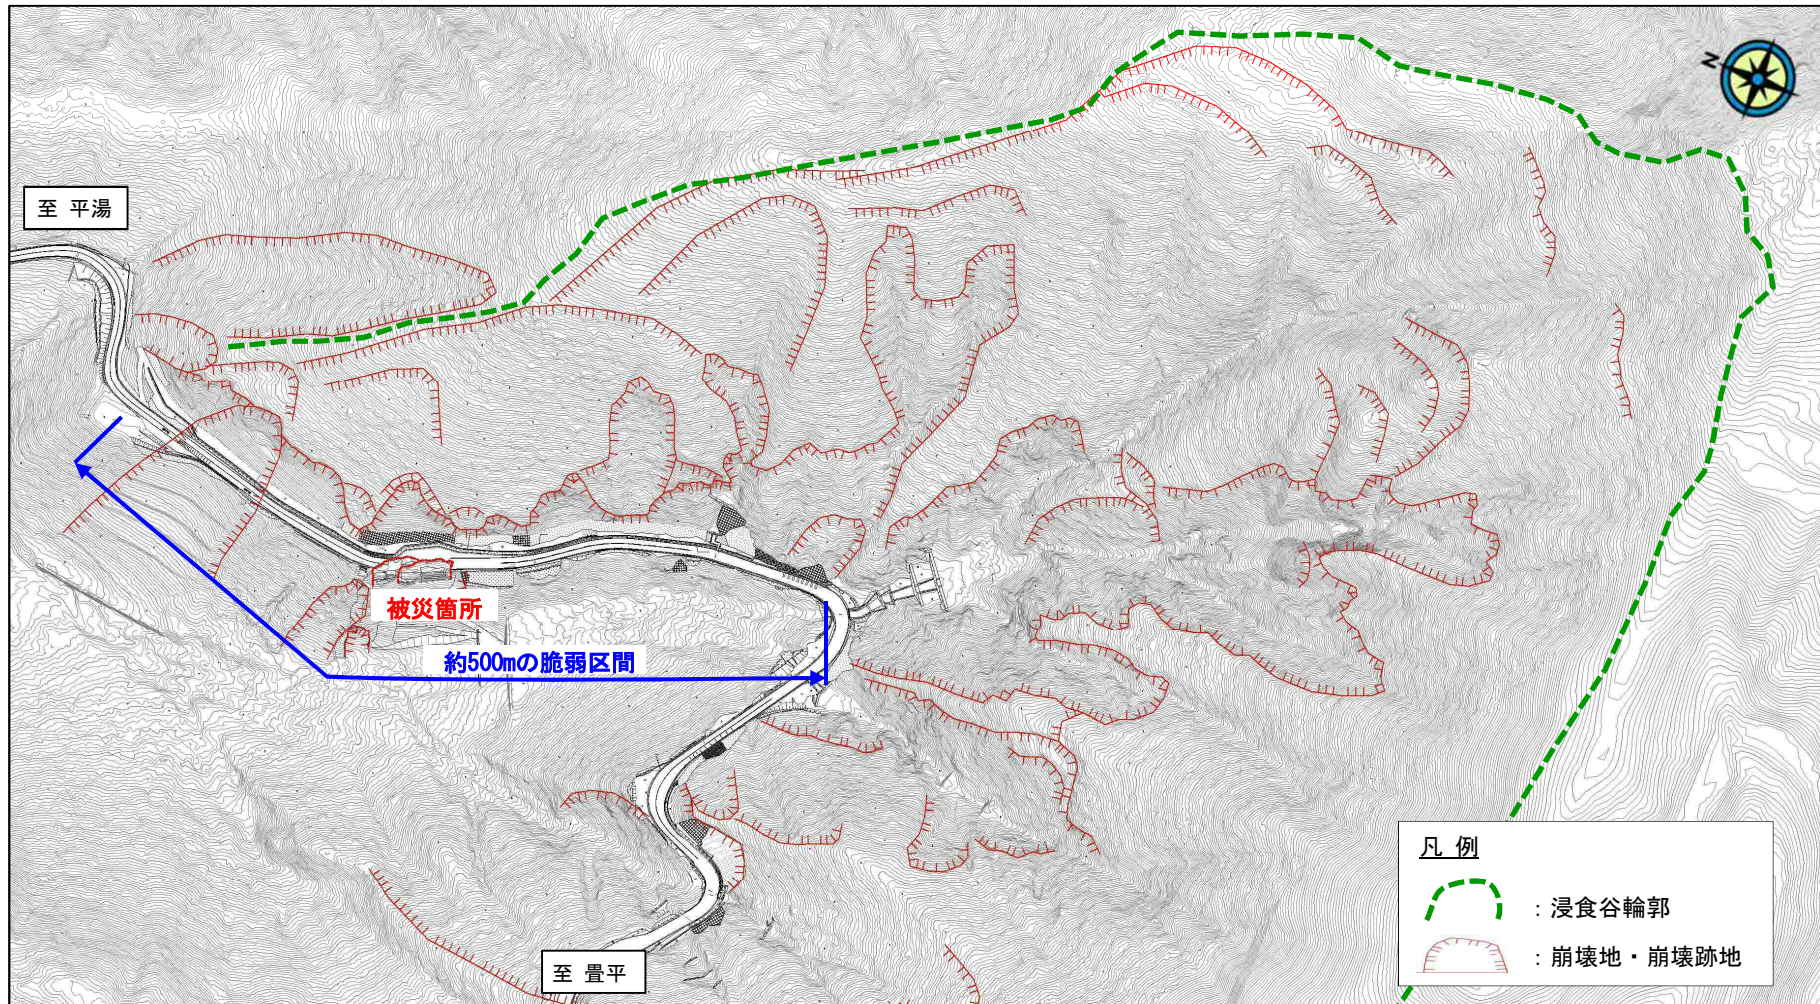 N
至 平湯
被災箇所
約500mの脆弱区間
至 畳平
凡 例
：浸食谷輪郭
：崩壊地・崩壊跡地